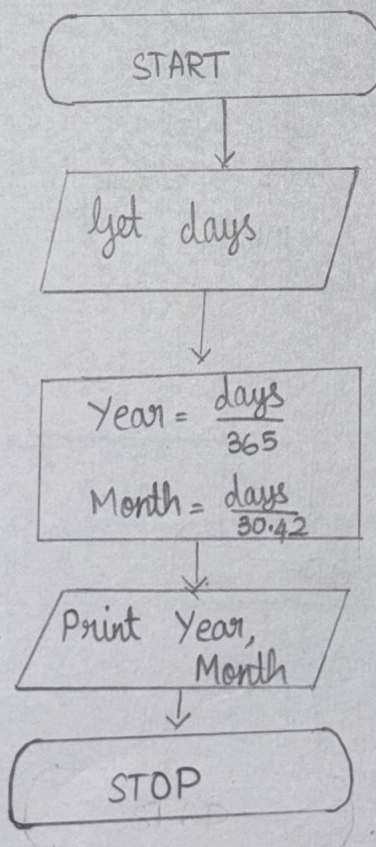 START
Get days
Year = days/365
Month = days/30.42
Print Year,
Month
STOP